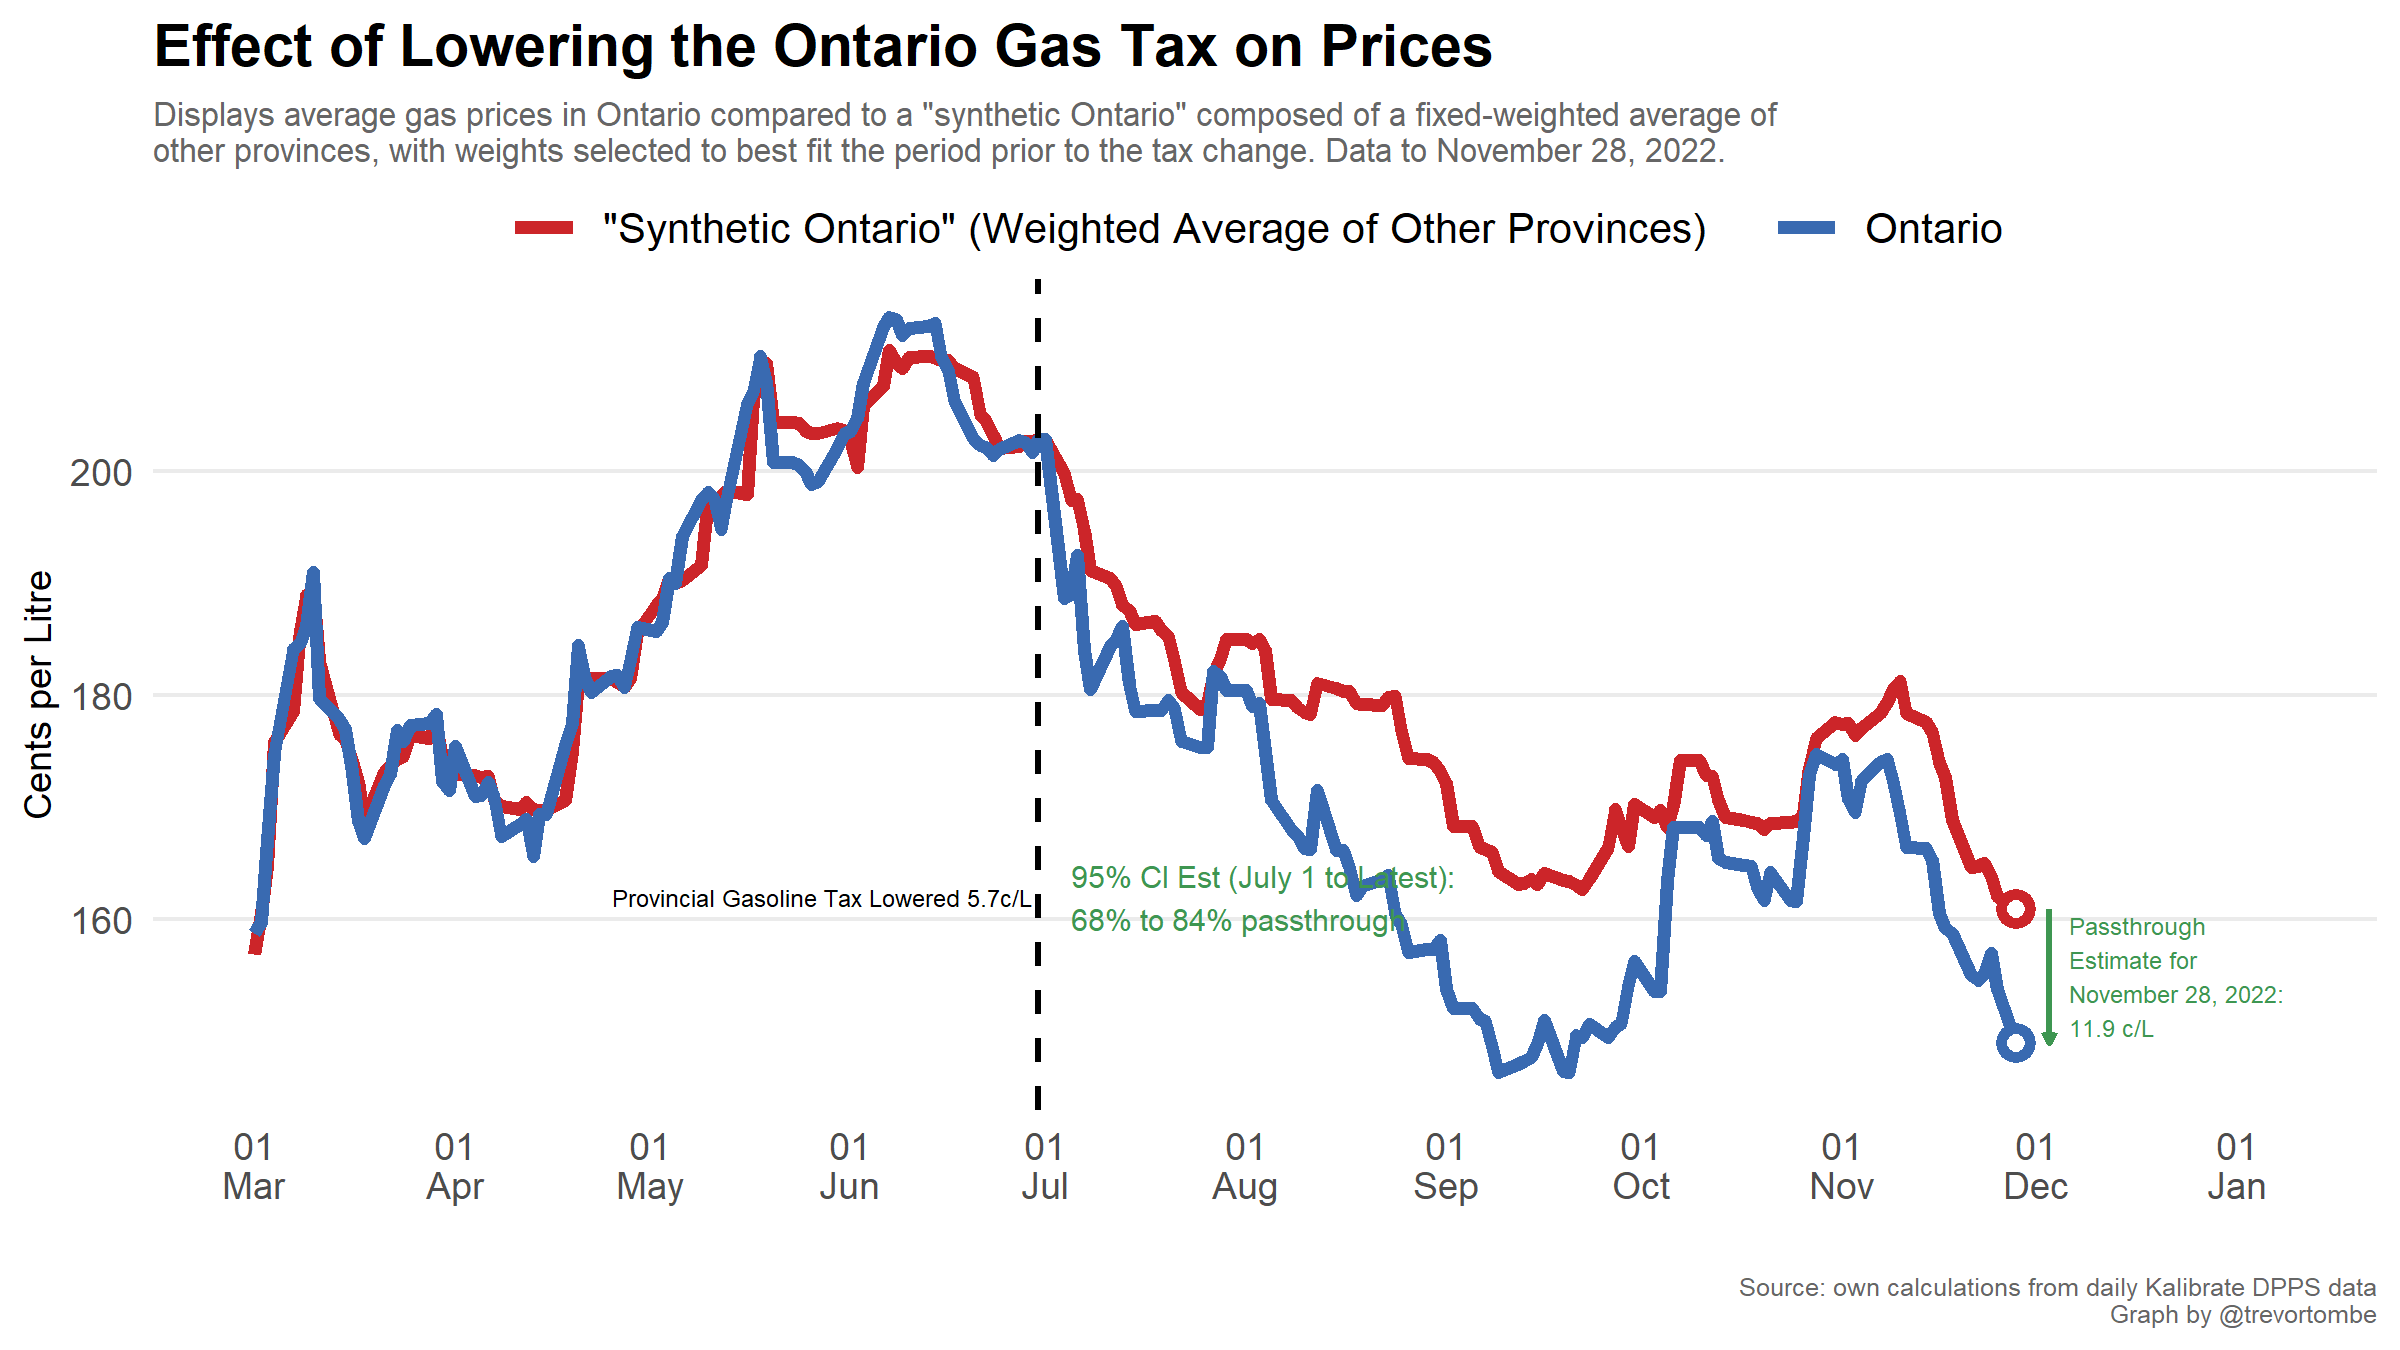 Effect of Lowering the Ontario Gas Tax on Prices
Displays average gas prices in Ontario compared to a "synthetic Ontario" composed of a fixed-weighted average of
other provinces, with weights selected to best fit the period prior to the tax change. Data to November 28, 2022.
"Synthetic Ontario" (Weighted Average of Other Provinces)
Ontario
Cents per Litre
200
180
160
Provincial Gasoline Tax Lowered 5.7c/L
95% CI Est (July 1 to Latest):
68% to 84% passthrough
Passthrough
Estimate for
November 28, 2022:
11.9 c/L
01 01 01 01 01 01 01 01 01 01 01
Mar Apr May Jun Jul Aug Sep Oct Nov Dec Jan
Source: own calculations from daily Kalibrate DPPS data
Graph by @trevortombe